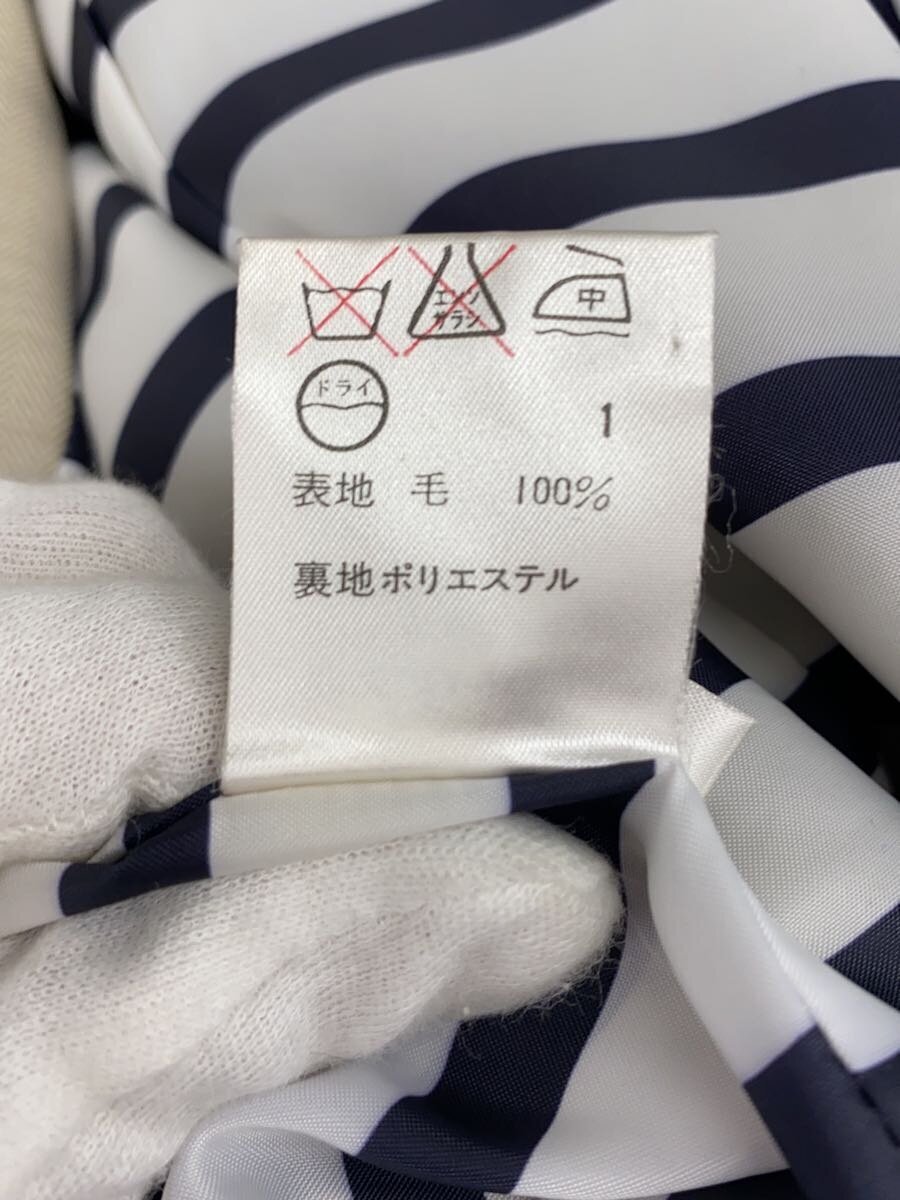 エンソ
サラシ
中
ドライ
1
表地 毛 100%
裏地ポリエステル